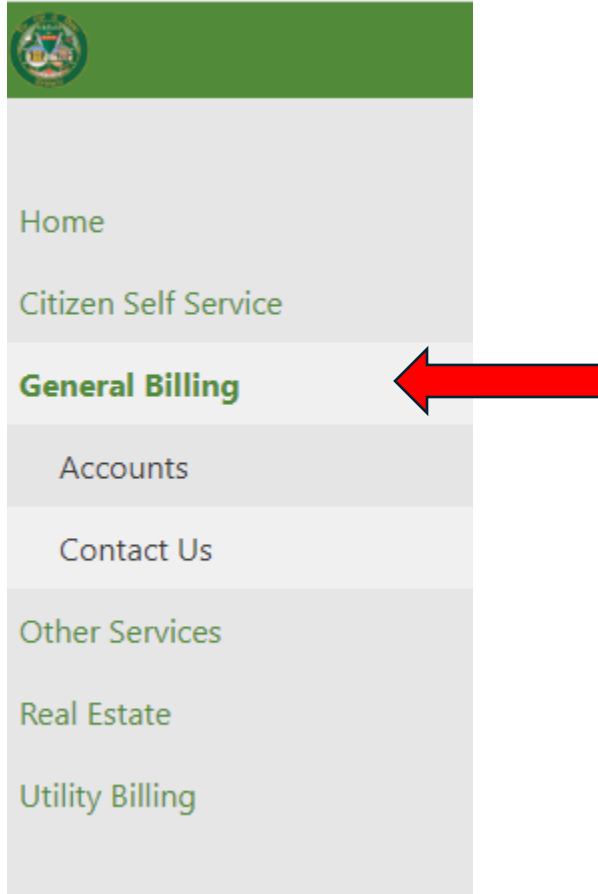 Home
Citizen Self Service
General Billing
Accounts
Contact Us
Other Services
Real Estate
Utility Billing